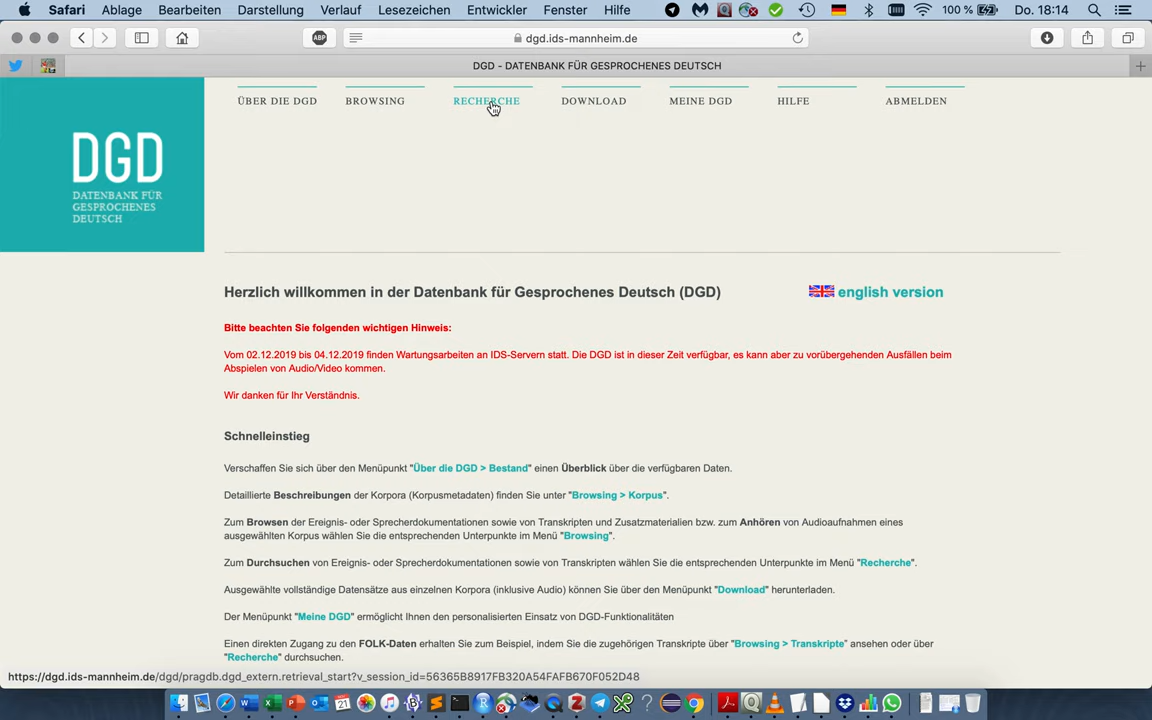 Safari Ablage Bearbeiten Darstellung Verlauf Lesezeichen Entwickler Fenster Hilfe 100 % Do. 18:14
ABP dgd.ids-mannheim.de
DGD - DATENBANK FÜR GESPROCHENES DEUTSCH
ÜBER DIE DGD BROWSING RECHERCHE DOWNLOAD MEINE DGD HILFE ABMELDEN
DGD
DATENBANK FÜR
GESPROCHENES
DEUTSCH
Herzlich willkommen in der Datenbank für Gesprochenes Deutsch (DGD) english version
Bitte beachten Sie folgenden wichtigen Hinweis:
Vom 02.12.2019 bis 04.12.2019 finden Wartungsarbeiten an IDS-Servern statt. Die DGD ist in dieser Zeit verfügbar, es kann aber zu vorübergehenden Ausfällen beim
Abspielen von Audio/Video kommen.
Wir danken für Ihr Verständnis.
Schnelleinstieg
Verschaffen Sie sich über den Menüpunkt "Über die DGD > Bestand" einen Überblick über die verfügbaren Daten.
Detaillierte Beschreibungen der Korpora (Korpusmetadaten) finden Sie unter "Browsing > Korpus".
Zum Browsen der Ereignis- oder Sprecherdokumentationen sowie von Transkripten und Zusatzmaterialien bzw. zum Anhören von Audioaufnahmen eines
ausgewählten Korpus wählen Sie die entsprechenden Unterpunkte im Menü "Browsing".
Zum Durchsuchen von Ereignis- oder Sprecherdokumentationen sowie von Transkripten wählen Sie die entsprechenden Unterpunkte im Menü "Recherche".
Ausgewählte vollständige Datensätze aus einzelnen Korpora (inklusive Audio) können Sie über den Menüpunkt "Download" herunterladen.
Der Menüpunkt "Meine DGD" ermöglicht Ihnen den personalisierten Einsatz von DGD-Funktionalitäten
Einen direkten Zugang zu den FOLK-Daten erhalten Sie zum Beispiel, indem Sie die zugehörigen Transkripte über "Browsing > Transkripte" ansehen oder über
"Recherche" durchsuchen.
https://dgd.ids-mannheim.de/dgd/pragdb.dgd_extern.retrieval_start?v_session_id=56365B8917FB320A54FAFB670F052D48